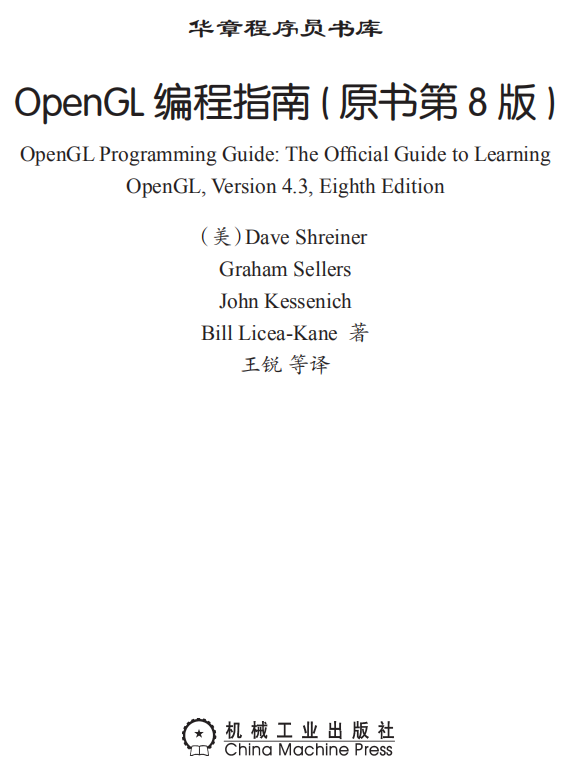 华章程序员书库
OpenGL 编程指南(原书第 8 版)
OpenGL Programming Guide: The Official Guide to Learning
OpenGL, Version 4.3, Eighth Edition
(美)Dave Shreiner
Graham Sellers
John Kessenich
Bill Licea-Kane 著
王锐 等译
机械工业出版社
China Machine Press